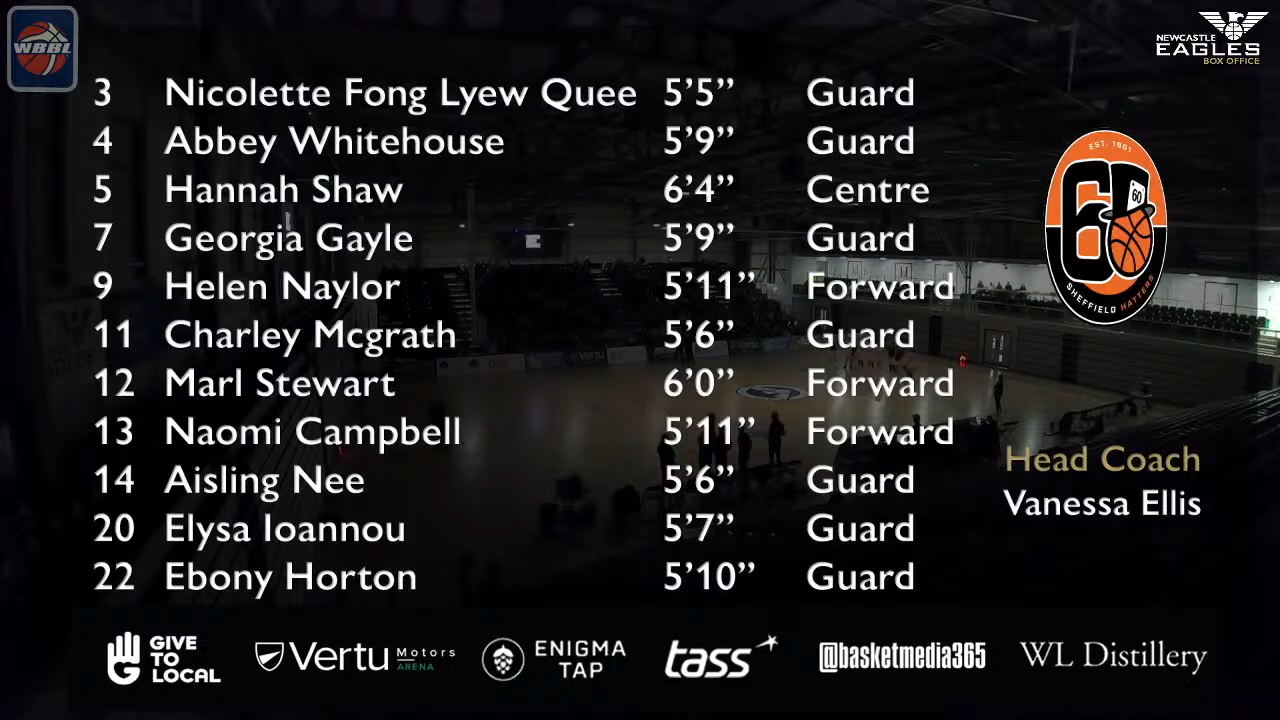 WBBL
NEWCASTLE
EAGLES
BOX OFFICE
3 Nicolette Fong Lyew Quee 5’5” Guard
4 Abbey Whitehouse 5’9” Guard
5 Hannah Shaw 6’4” Centre
7 Georgia Gayle 5’9” Guard
9 Helen Naylor 5’11” Forward
11 Charley Mcgrath 5’6” Guard
12 Marl Stewart 6’0” Forward
13 Naomi Campbell 5’11” Forward
14 Aisling Nee 5’6” Guard
20 Elysa Ioannou 5’7” Guard
22 Ebony Horton 5’10” Guard
EST. 1961
60
60
SHEFFIELD HATTERS
Head Coach
Vanessa Ellis
GIVE
TO
LOCAL
Vertu Motors
ARENA
ENIGMA
TAP
tass
@basketmedia365
WL Distillery